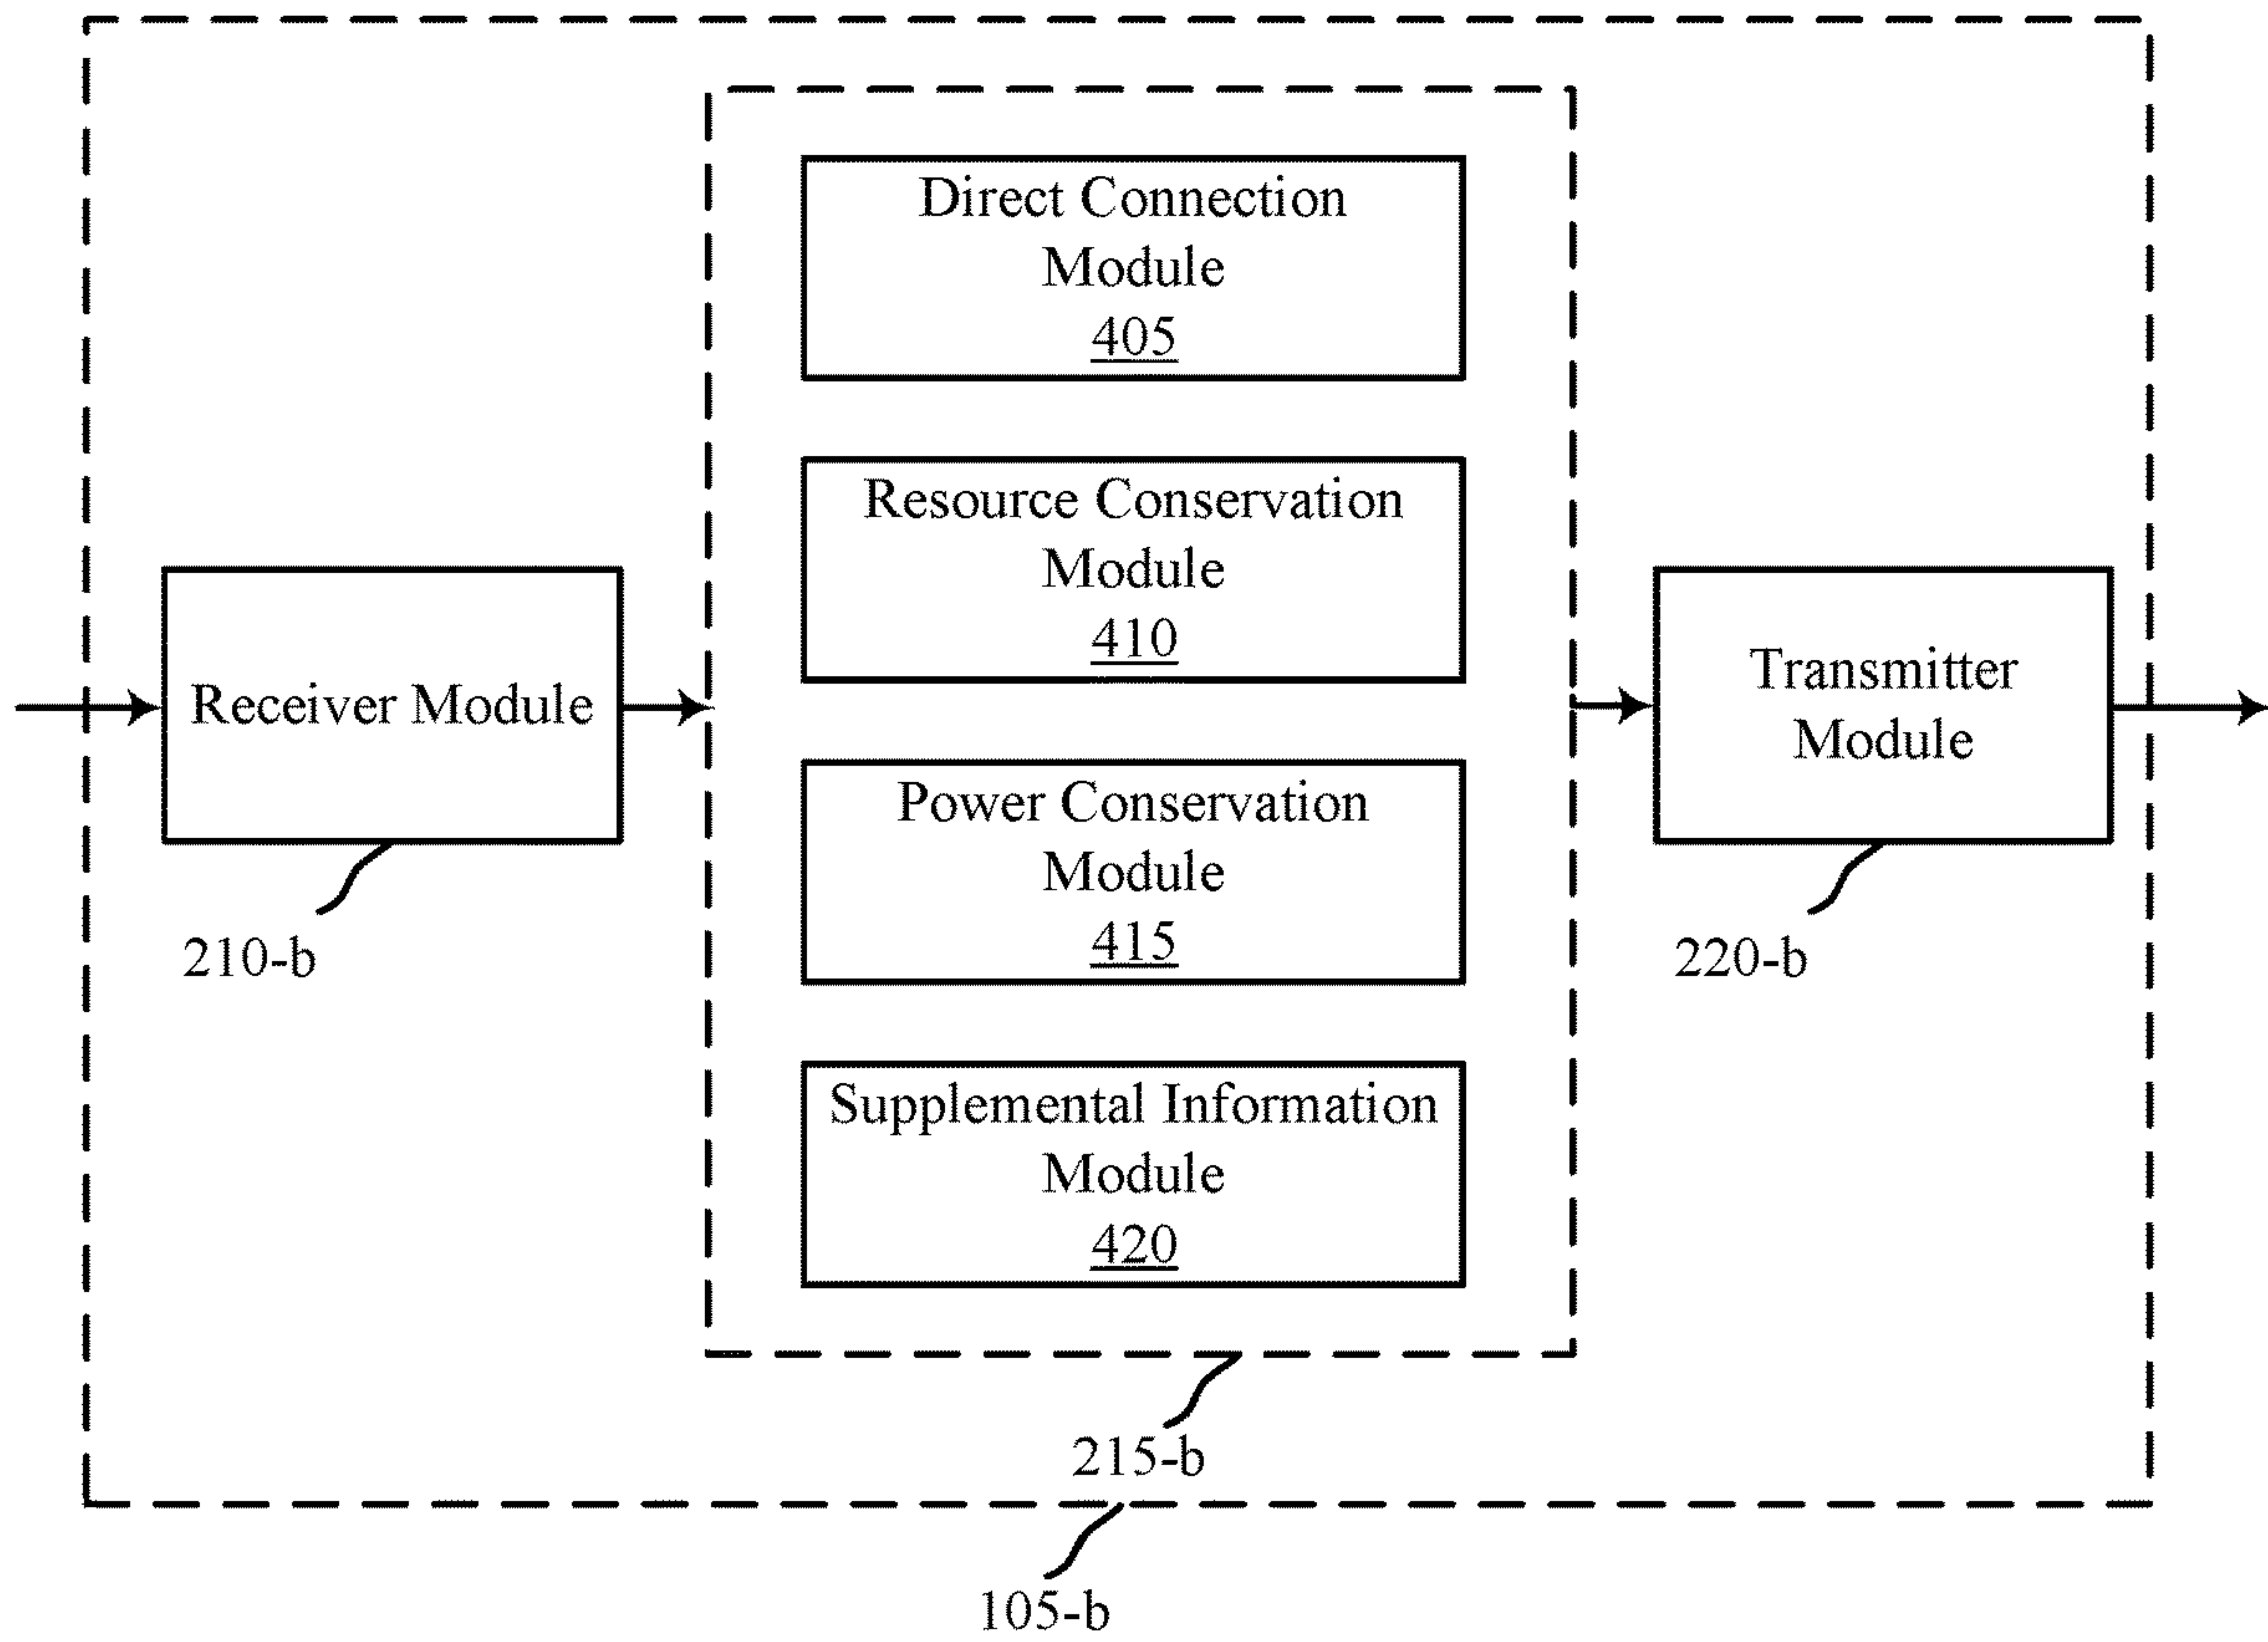 Direct Connection
Module
405
Resource Conservation
Module
410
Receiver Module
Transmitter
Module
Power Conservation
Module
415
210-b
220-b
Supplemental Information
Module
420
215-b
105-b